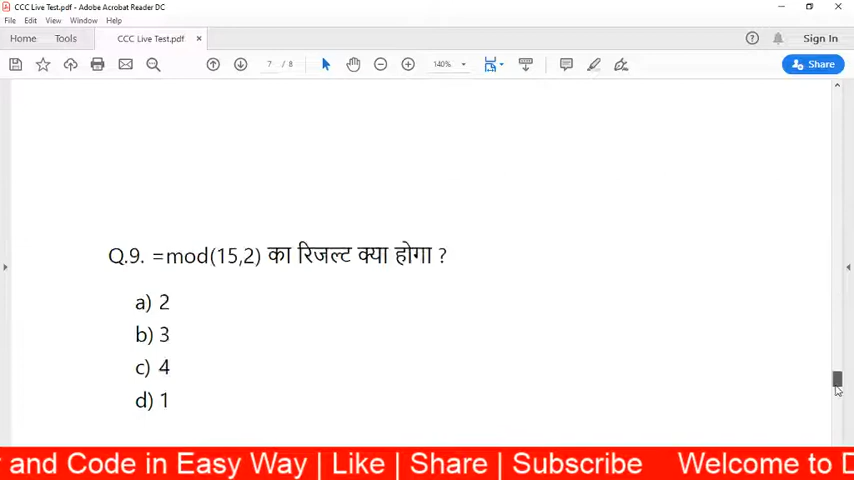 CCC Live Test.pdf - Adobe Acrobat Reader DC
File Edit View Window Help
Home Tools CCC Live Test.pdf × Sign In
7 / 8 140% Share
Q.9. =mod(15,2) का रिजल्ट क्या होगा ?
a) 2
b) 3
c) 4
d) 1
and Code in Easy Way | Like | Share | Subscribe Welcome to D